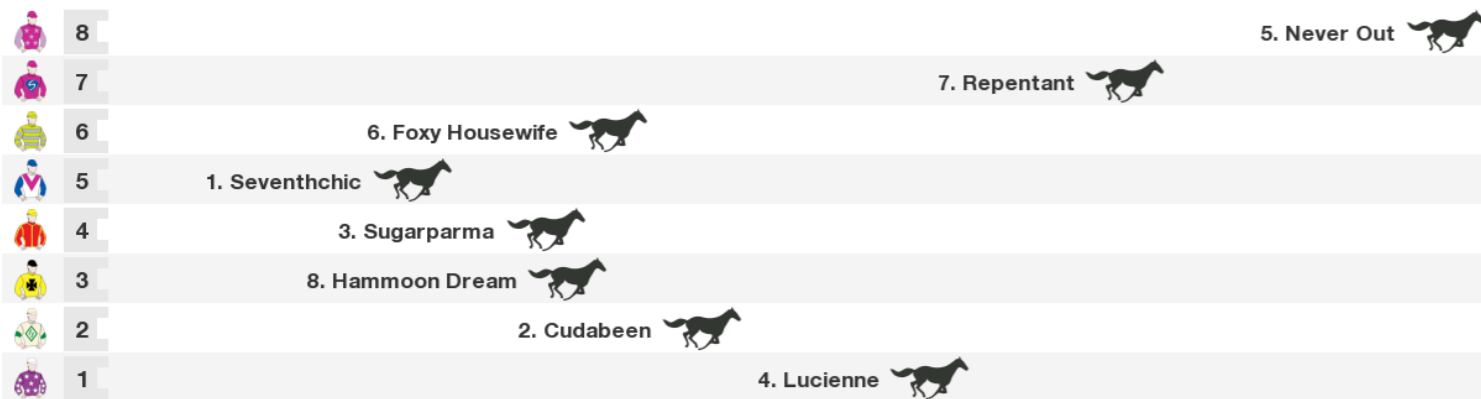 8 5. Never Out
7 7. Repentant
6 6. Foxy Housewife
5 1. Seventhchic
4 3. Sugarparma
3 8. Hammoon Dream
2 2. Cudabeen
1 4. Lucienne